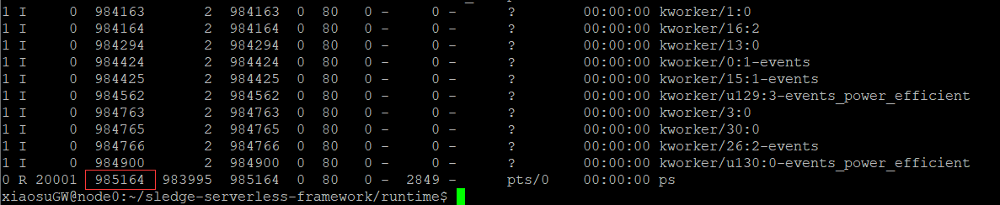 1 I     0  984163       2  984163  0  80   0 -     0 -      ?        00:00:00 kworker/1:0
1 I     0  984164       2  984164  0  80   0 -     0 -      ?        00:00:00 kworker/16:2
1 I     0  984294       2  984294  0  80   0 -     0 -      ?        00:00:00 kworker/13:0
1 I     0  984424       2  984424  0  80   0 -     0 -      ?        00:00:00 kworker/0:1-events
1 I     0  984425       2  984425  0  80   0 -     0 -      ?        00:00:00 kworker/15:1-events
1 I     0  984562       2  984562  0  80   0 -     0 -      ?        00:00:00 kworker/u129:3-events_power_efficient
1 I     0  984763       2  984763  0  80   0 -     0 -      ?        00:00:00 kworker/3:0
1 I     0  984765       2  984765  0  80   0 -     0 -      ?        00:00:00 kworker/30:0
1 I     0  984766       2  984766  0  80   0 -     0 -      ?        00:00:00 kworker/26:2-events
1 I     0  984900       2  984900  0  80   0 -     0 -      ?        00:00:00 kworker/u130:0-events_power_efficient
0 R 20001  985164  983995  985164  0  80   0 -  2849 -      pts/0    00:00:00 ps
xiaosuGW@node0:~/sledge-serverless-framework/runtime$